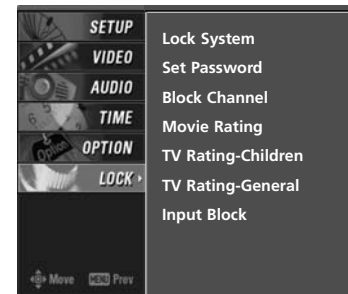 SETUP
VIDEO
AUDIO
TIME
OPTION
LOCK
Move MENU Prev
Lock System
Set Password
Block Channel
Movie Rating
TV Rating-Children
TV Rating-General
Input Block